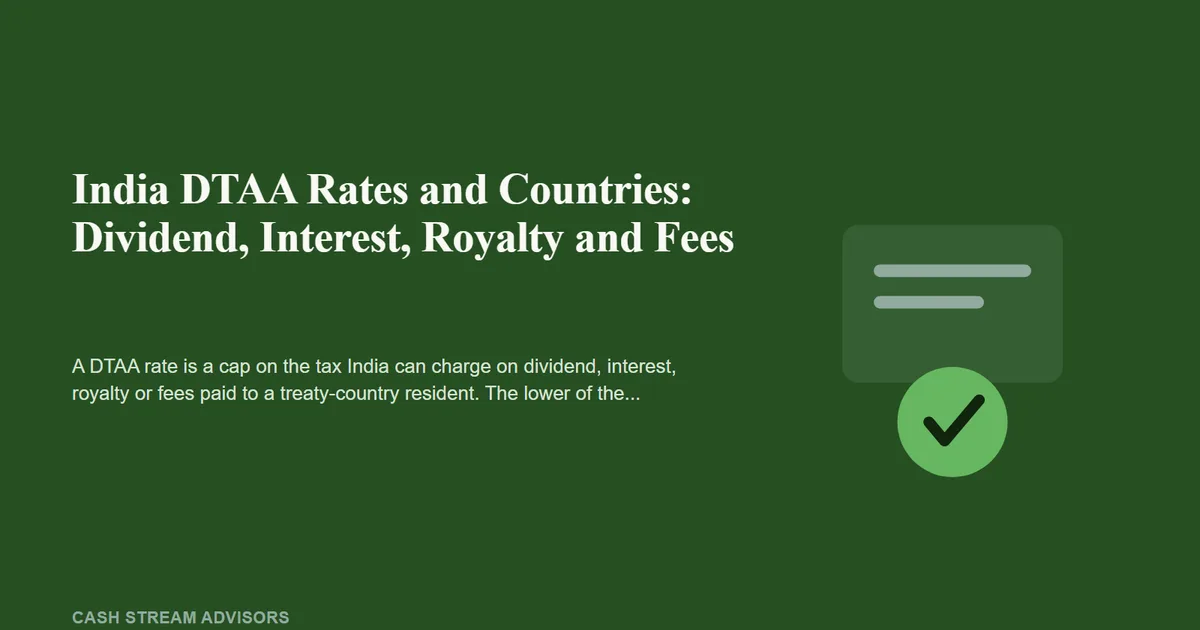 India DTAA Rates and Countries:
Dividend, Interest, Royalty and Fees
A DTAA rate is a cap on the tax India can charge on dividend, interest,
royalty or fees paid to a treaty-country resident. The lower of the...
CASH STREAM ADVISORS